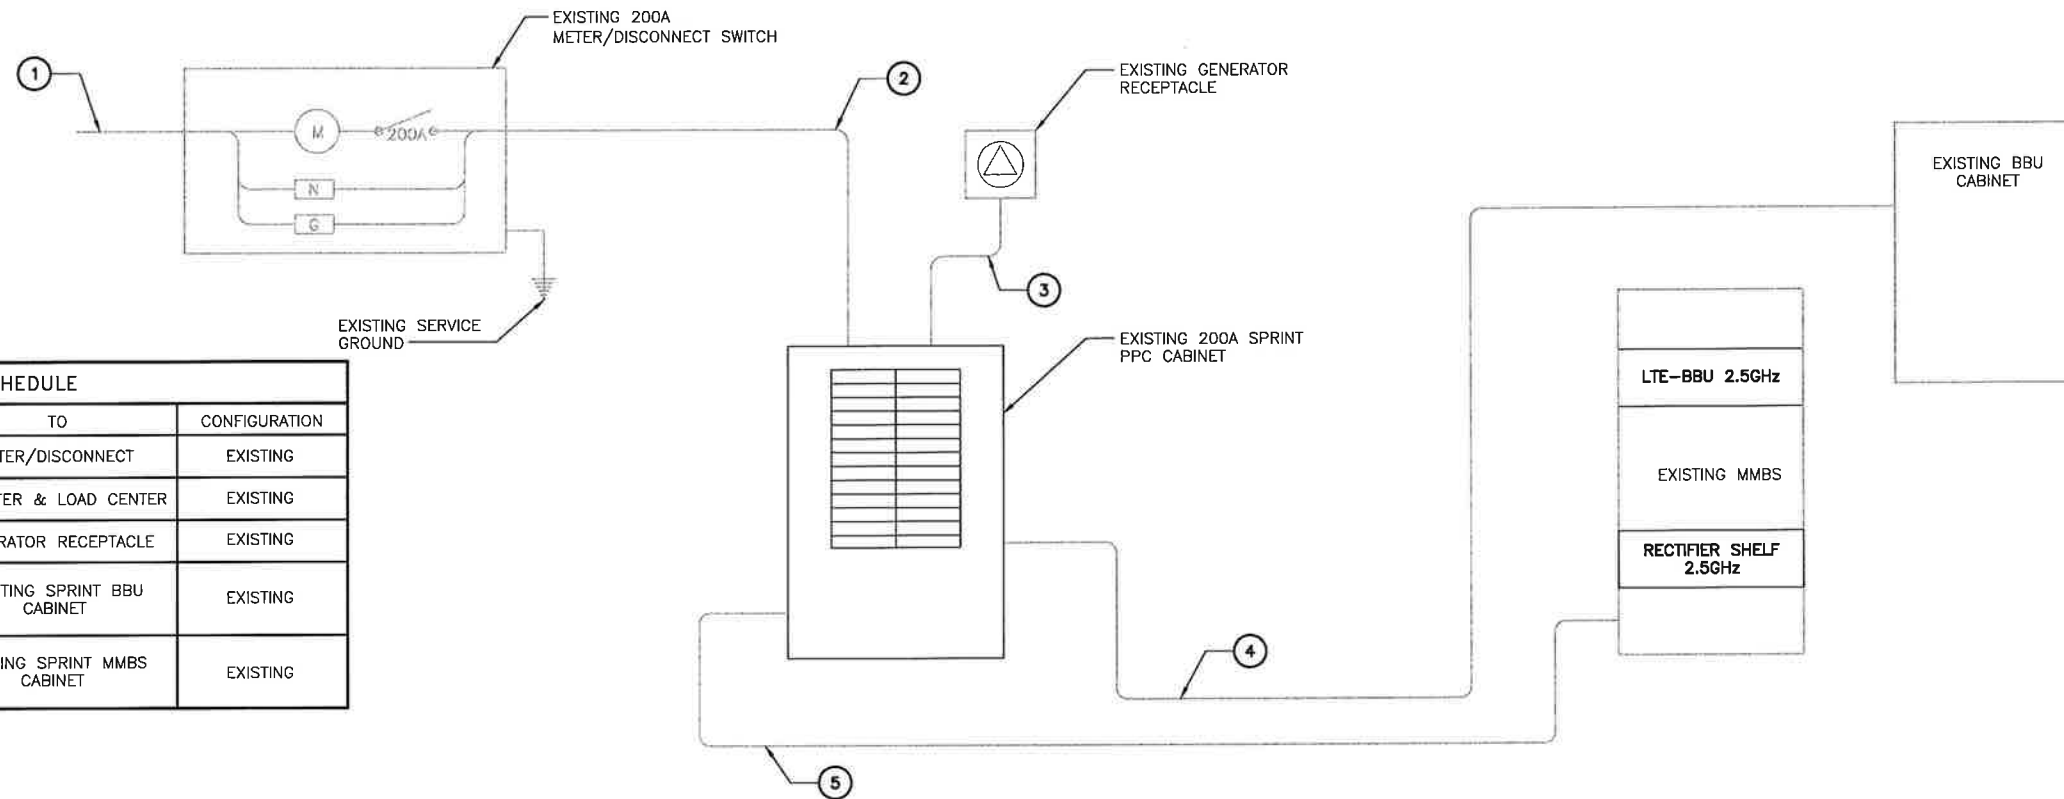 EXISTING 200A
METER/DISCONNECT SWITCH
1
2
EXISTING GENERATOR
RECEPTACLE
M
200A
N
G
EXISTING BBU
CABINET
3
EXISTING SERVICE
GROUND
EXISTING 200A SPRINT
PPC CABINET
HEDULE
TO
CONFIGURATION
TER/DISCONNECT
EXISTING
TER & LOAD CENTER
EXISTING
RATOR RECEPTACLE
EXISTING
TING SPRINT BBU
CABINET
EXISTING
ING SPRINT MMBS
CABINET
EXISTING
LTE-BBU 2.5GHz
EXISTING MMBS
RECTIFIER SHELF
2.5GHz
4
5